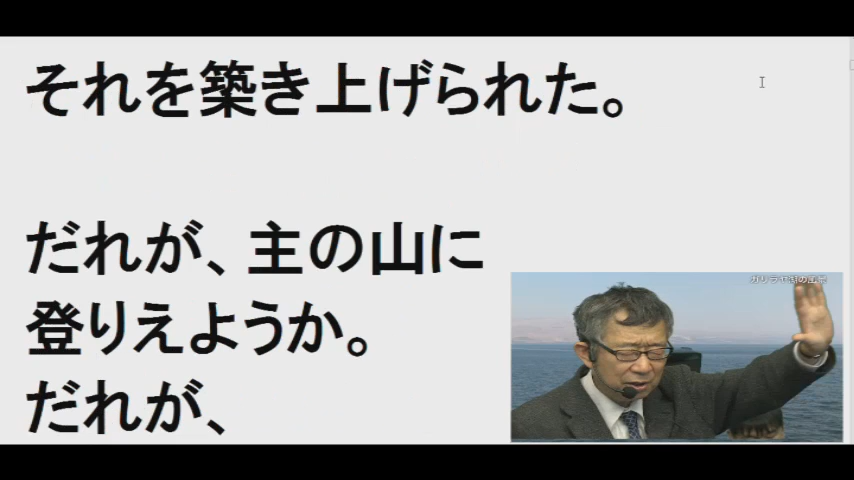 それを築き上げられた。
だれが、主の山に
登りえようか。
だれが、